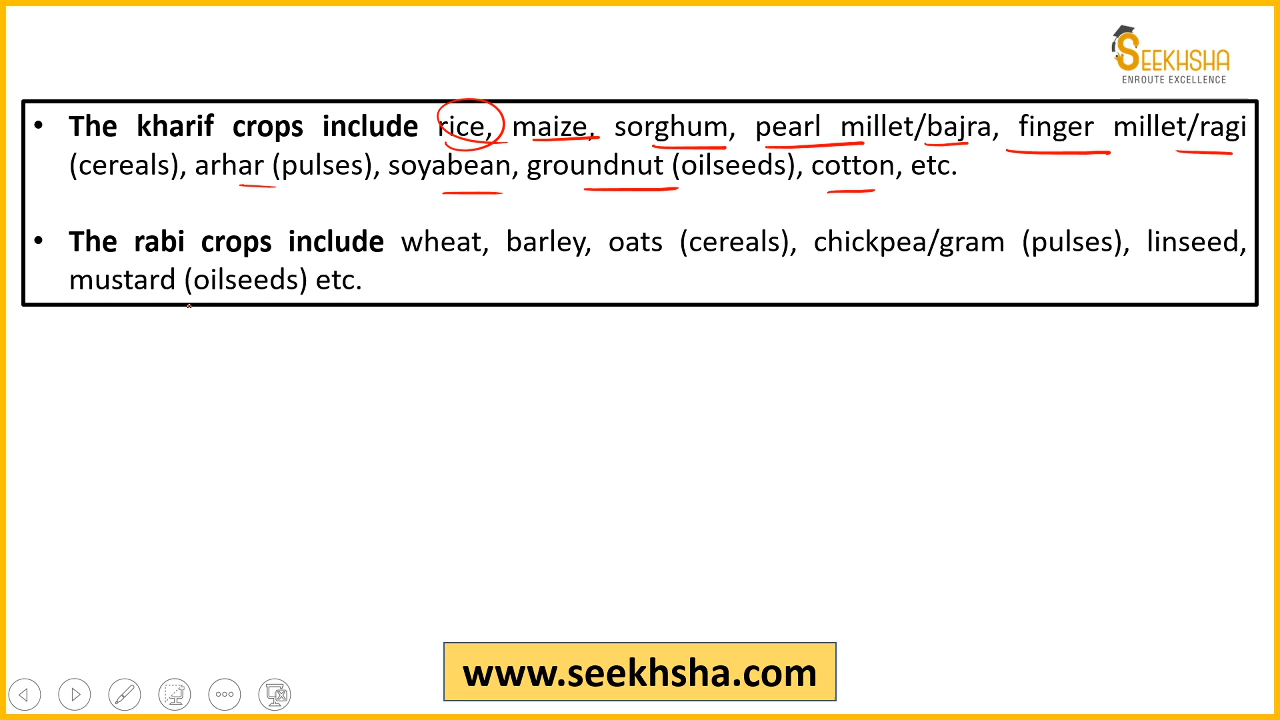 SEEKHSHA
ENROUTE EXCELLENCE
• The kharif crops include rice, maize, sorghum, pearl millet/bajra, finger millet/ragi
(cereals), arhar (pulses), soyabean, groundnut (oilseeds), cotton, etc.
• The rabi crops include wheat, barley, oats (cereals), chickpea/gram (pulses), linseed,
mustard (oilseeds) etc.
www.seekhsha.com